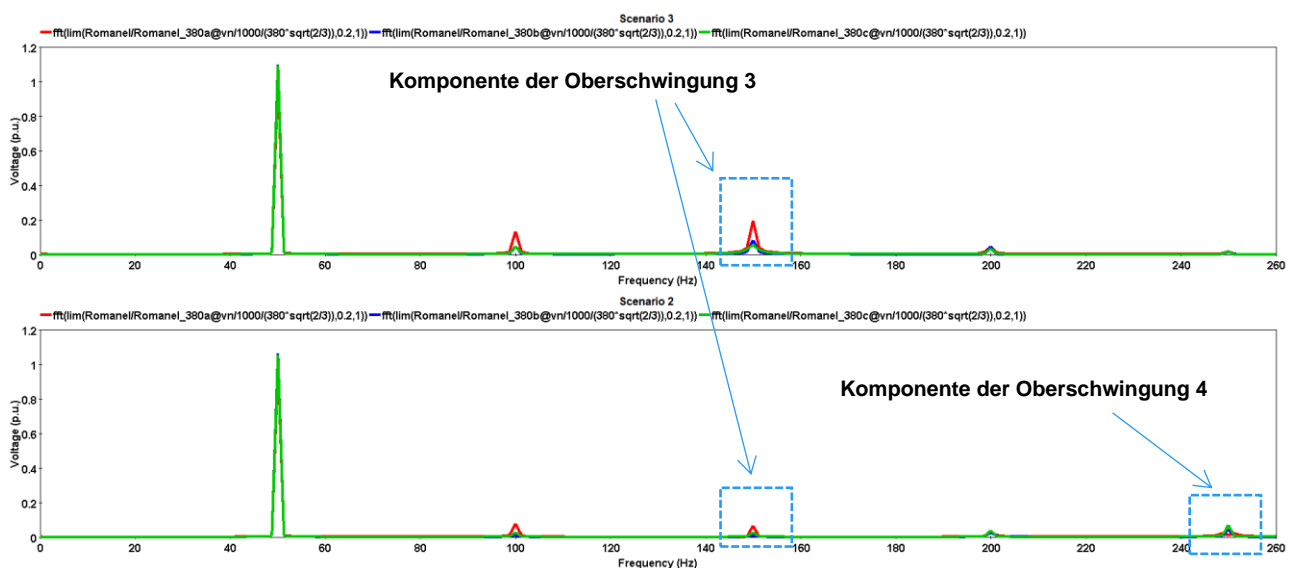 Scenario 3
fft(lim(Romanel/Romanel_380a@vn/1000/(380*sqrt(2/3)),0.2,1)) fft(lim(Romanel/Romanel_380b@vn/1000/(380*sqrt(2/3)),0.2,1)) fft(lim(Romanel/Romanel_380c@vn/1000/(380*sqrt(2/3)),0.2,1))
Komponente der Oberschwingung 3
Voltage (p.u.)
1.2
1
0.8
0.6
0.4
0.2
0
0 20 40 60 80 100 120 140 160 180 200 220 240 260
Frequency (Hz)
Scenario 2
fft(lim(Romanel/Romanel_380a@vn/1000/(380*sqrt(2/3)),0.2,1)) fft(lim(Romanel/Romanel_380b@vn/1000/(380*sqrt(2/3)),0.2,1)) fft(lim(Romanel/Romanel_380c@vn/1000/(380*sqrt(2/3)),0.2,1))
Komponente der Oberschwingung 4
Voltage (p.u.)
1.2
1
0.8
0.6
0.4
0.2
0
0 20 40 60 80 100 120 140 160 180 200 220 240 260
Frequency (Hz)